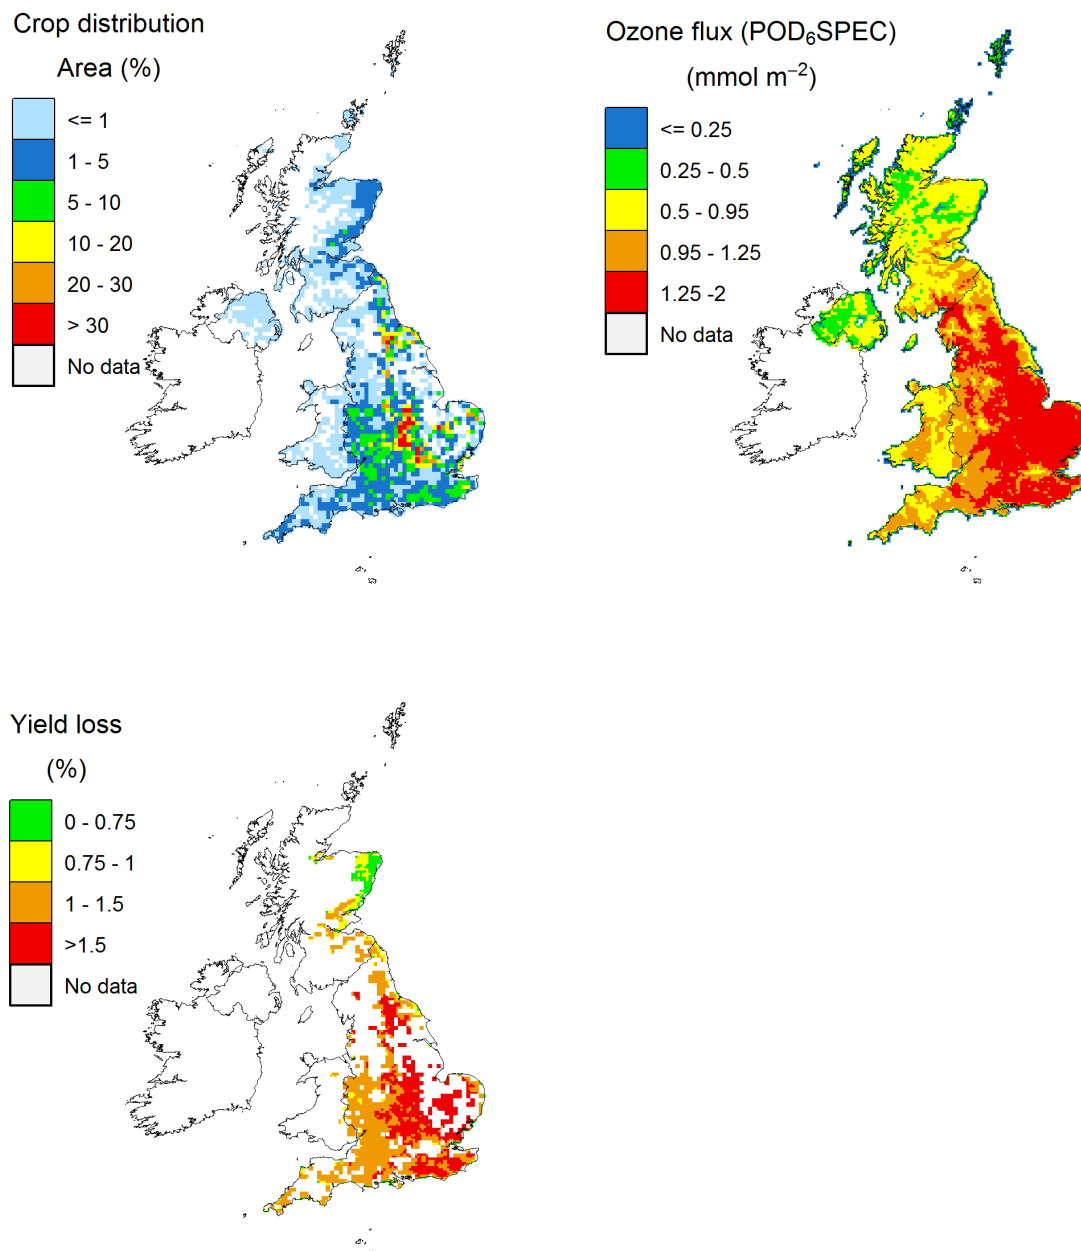 Crop distribution
Area (%)
<= 1
1 - 5
5 - 10
10 - 20
20 - 30
> 30
No data
Ozone flux (POD₆SPEC)
(mmol m⁻²)
<= 0.25
0.25 - 0.5
0.5 - 0.95
0.95 - 1.25
1.25 -2
No data
Yield loss
(%)
0 - 0.75
0.75 - 1
1 - 1.5
>1.5
No data